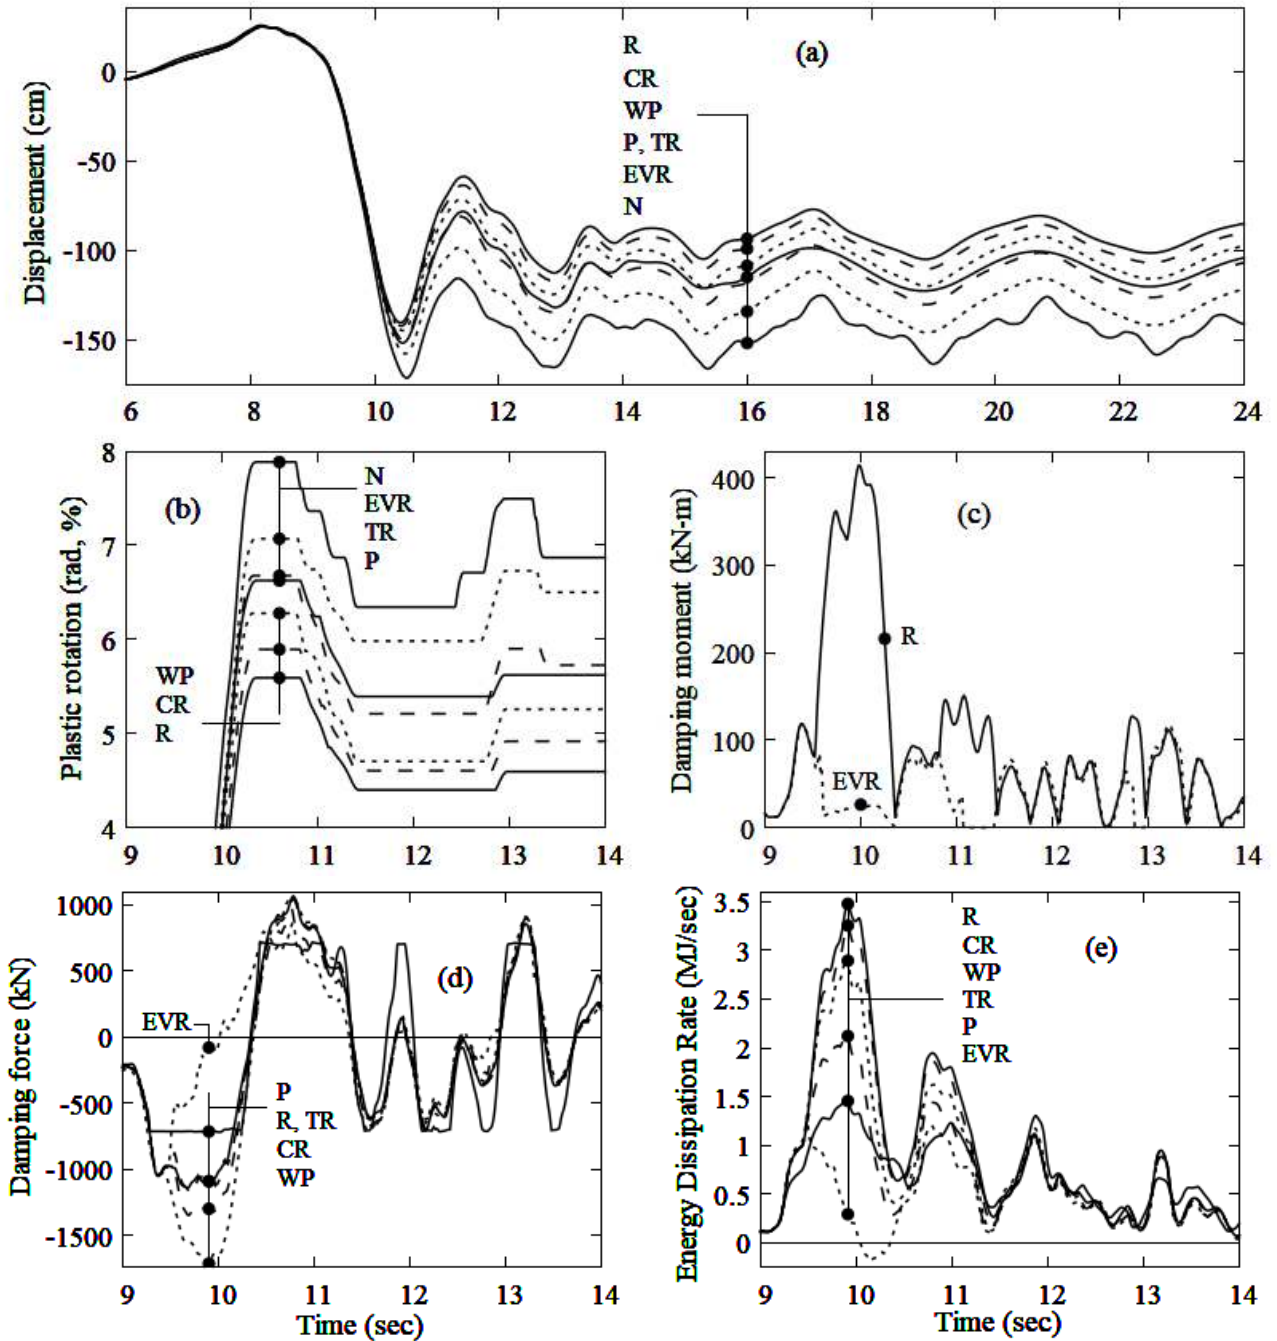 (a)
R
CR
WP
P, TR
EVR
N
Displacement (cm)
0
-50
-100
-150
6 8 10 12 14 16 18 20 22 24
(b)
N
EVR
TR
P
WP
CR
R
Plastic rotation (rad, %)
8
7
6
5
4
9 10 11 12 13 14
(c)
R
EVR
Damping moment (kN-m)
400
300
200
100
0
9 10 11 12 13 14
(d)
EVR
P
R, TR
CR
WP
Damping force (kN)
1000
500
0
-500
-1000
-1500
9 10 11 12 13 14
Time (sec)
(e)
R
CR
WP
TR
P
EVR
Energy Dissipation Rate (MJ/sec)
3.5
3
2.5
2
1.5
1
0.5
0
9 10 11 12 13 14
Time (sec)